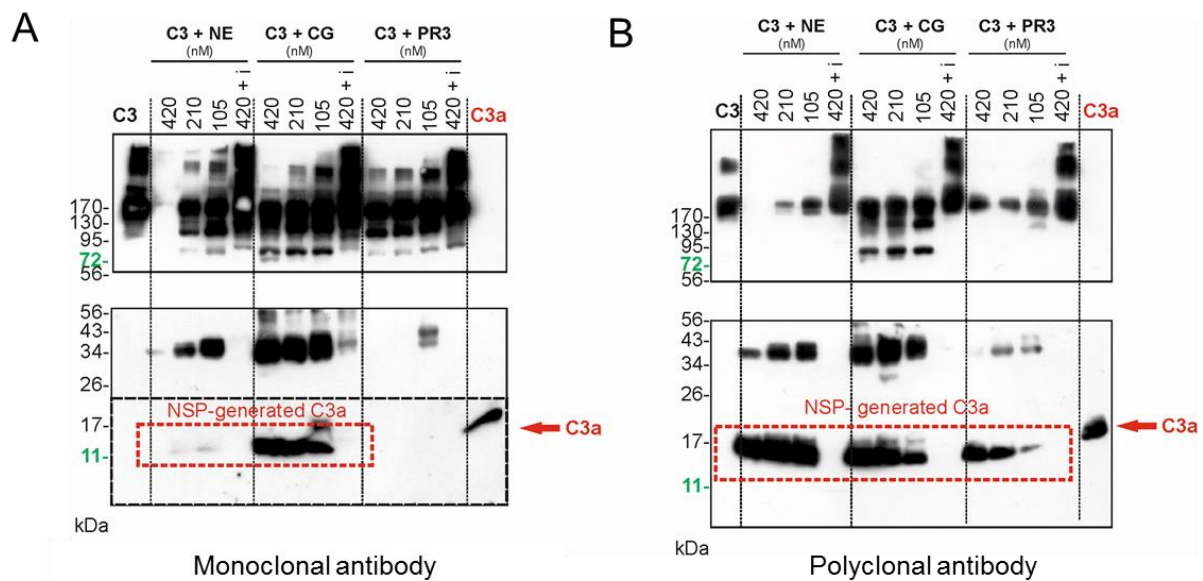 A
C3 + NE C3 + CG C3 + PR3
(nM) (nM) (nM)
C3 420 210 105 420 + i 420 210 105 420 + i 420 210 105 420 + i C3a
170-
130-
95-
72-
56-
56-
43-
34-
26-
17-
11-
NSP-generated C3a
C3a
kDa
Monoclonal antibody
B
C3 + NE C3 + CG C3 + PR3
(nM) (nM) (nM)
C3 420 210 105 420 + i 420 210 105 420 + i 420 210 105 420 + i C3a
170-
130-
95-
72-
56-
56-
43-
34-
26-
17-
11-
NSP- generated C3a
C3a
kDa
Polyclonal antibody